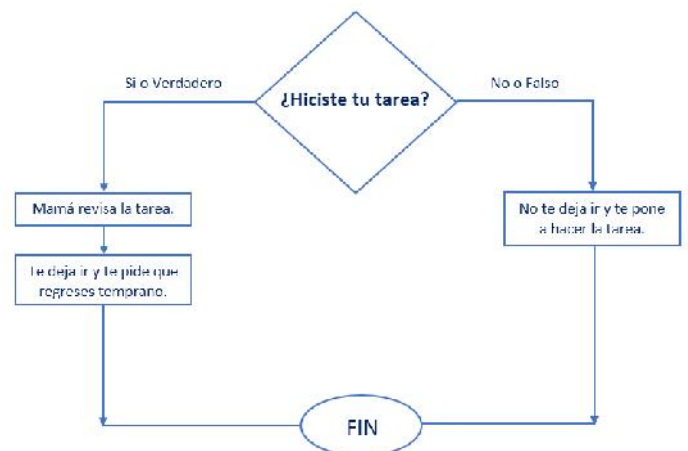 Si o Verdadero
No o Falso
¿Hiciste tu tarea?
Mamá revisa la tarea.
Te deja ir y te pide que
regreses temprano.
No te deja ir y te pone
a hacer la tarea.
FIN